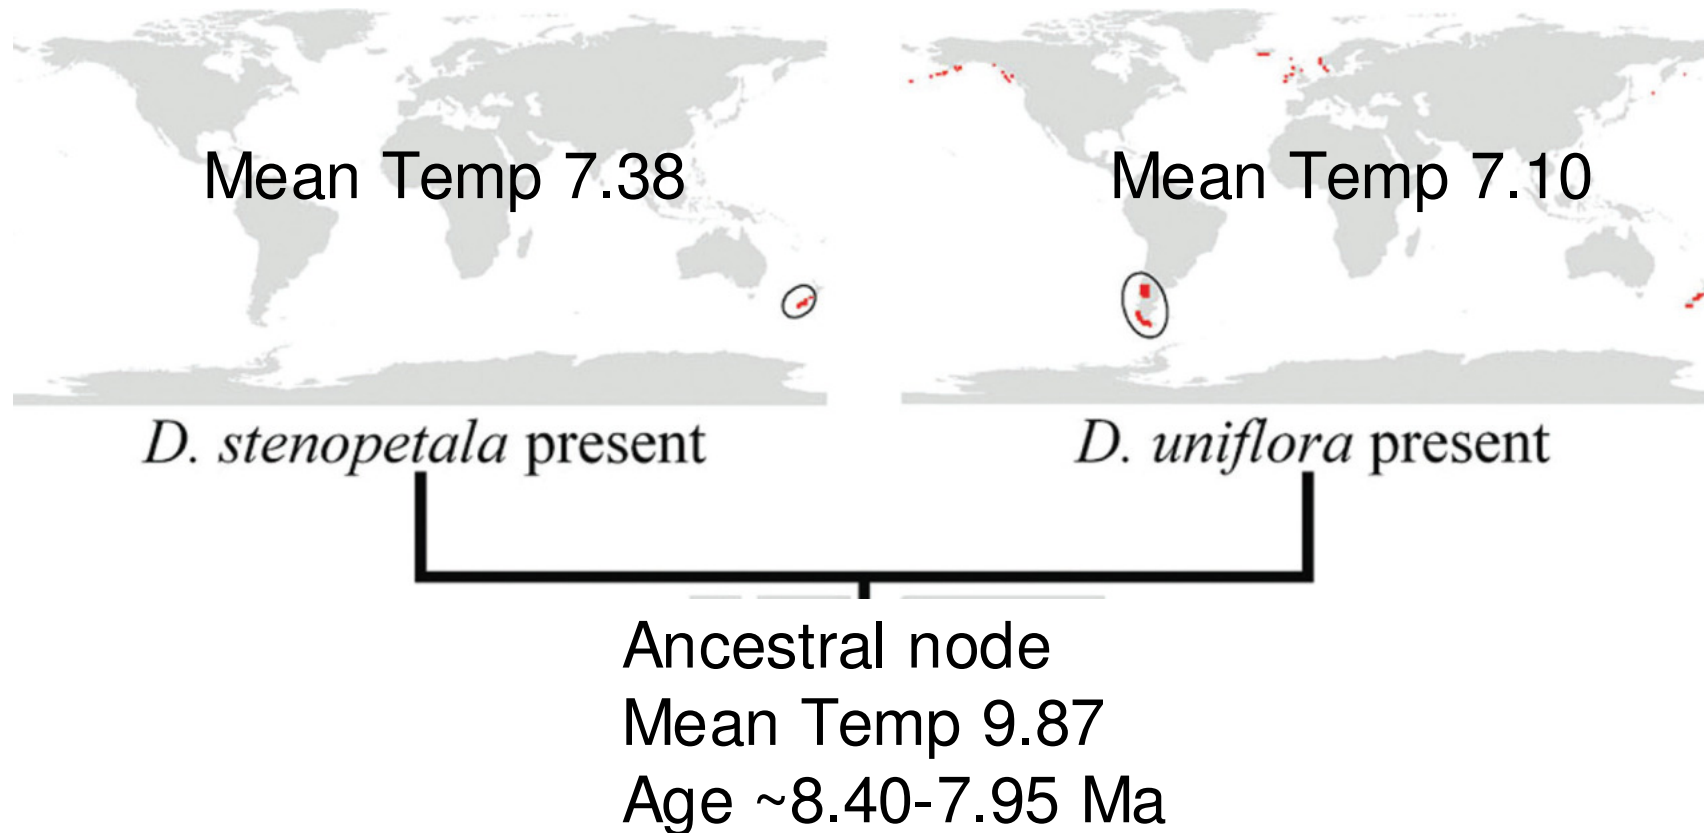 Mean Temp 7.38
Mean Temp 7.10
D. stenopetala present
D. uniflora present
Ancestral node
Mean Temp 9.87
Age ~8.40-7.95 Ma